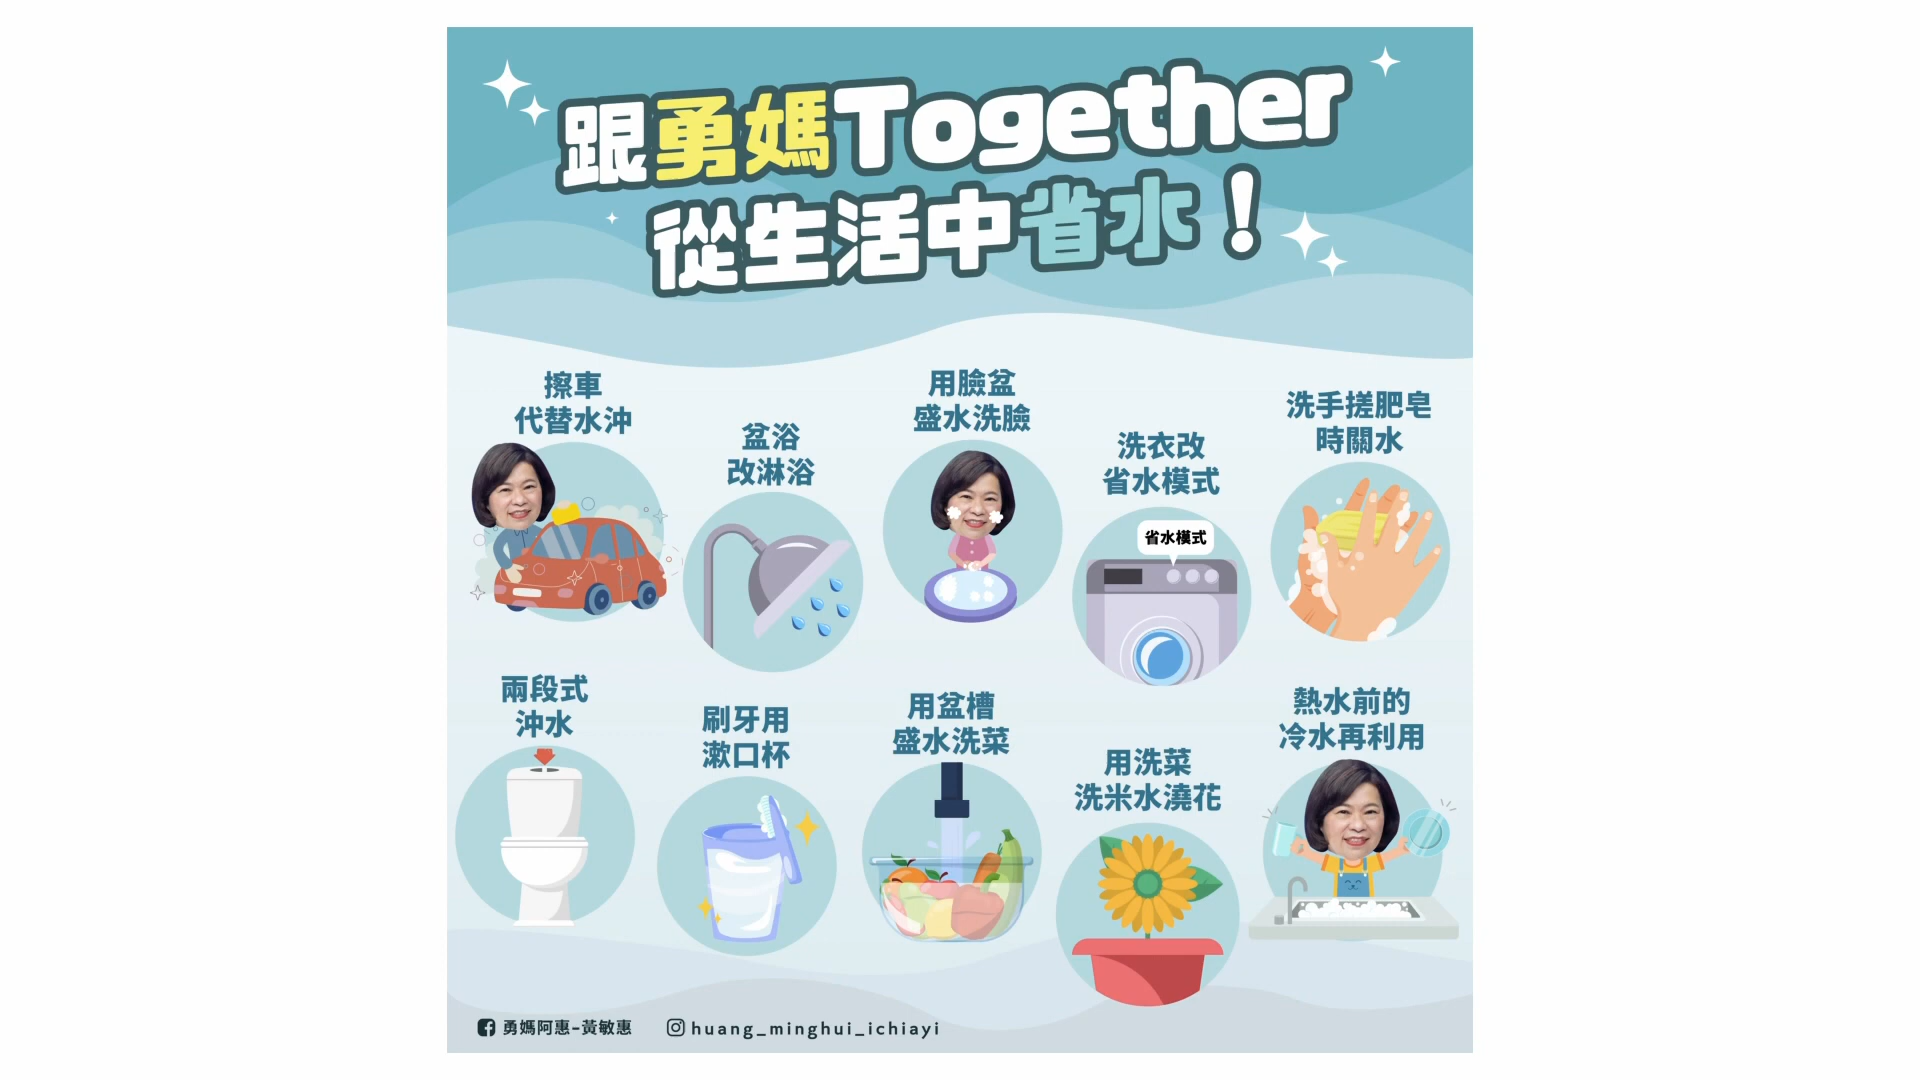 跟勇媽Together
從生活中省水！
擦車
代替水沖
盆浴
改淋浴
用臉盆
盛水洗臉
洗衣改
省水模式
省水模式
洗手搓肥皂
時關水
兩段式
沖水
刷牙用
漱口杯
用盆槽
盛水洗菜
用洗菜
洗米水澆花
熱水前的
冷水再利用
勇媽阿惠-黃敏惠
huang_minghui_ichiayi